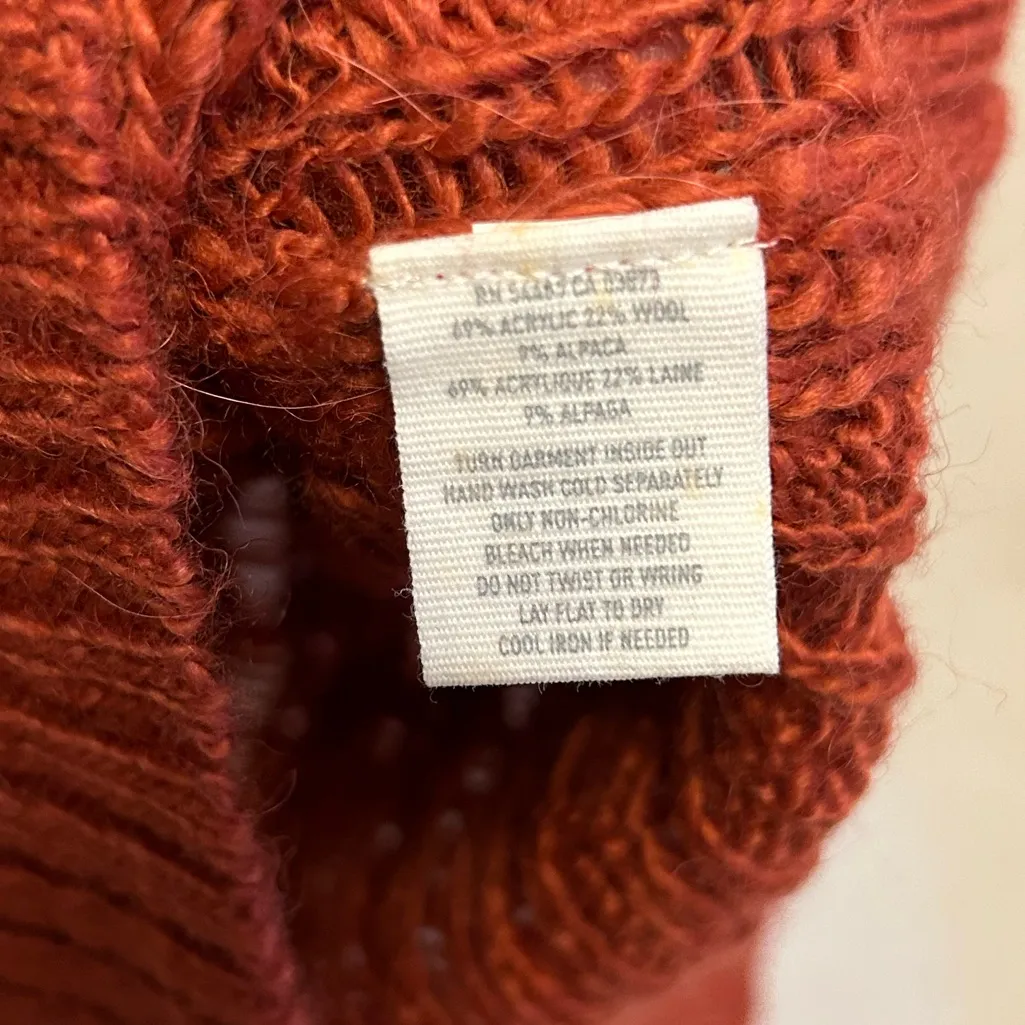 RN 54689 CA 03873
69% ACRYLIC 22% WOOL
9% ALPACA
69% ACRYLIQUE 22% LAINE
9% ALPAGA
TURN GARMENT INSIDE OUT
HAND WASH COLD SEPARATELY
ONLY NON-CHLORINE
BLEACH WHEN NEEDED
DO NOT TWIST OR WRING
LAY FLAT TO DRY
COOL IRON IF NEEDED